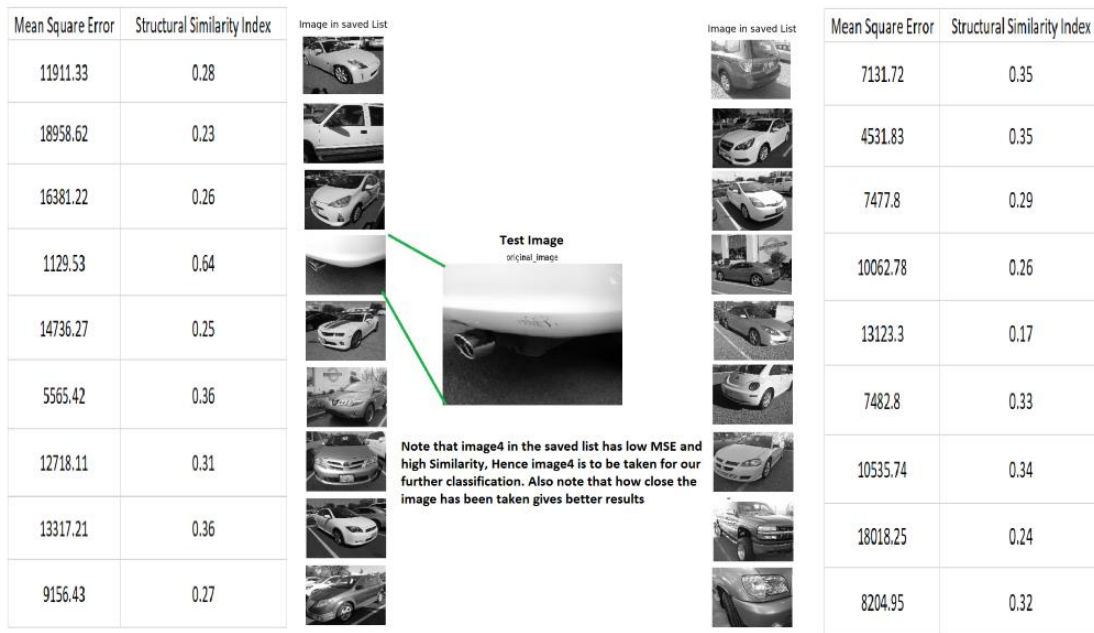 Mean Square Error Structural Similarity Index
11911.33 0.28
18958.62 0.23
16381.22 0.26
1129.53 0.64
14736.27 0.25
5565.42 0.36
12718.11 0.31
13317.21 0.36
9156.43 0.27
Image in saved List
Test Image
original_image
Note that image4 in the saved list has low MSE and
high Similarity, Hence image4 is to be taken for our
further classification. Also note that how close the
image has been taken gives better results
Image in saved List
Mean Square Error Structural Similarity Index
7131.72 0.35
4531.83 0.35
7477.8 0.29
10062.78 0.26
13123.3 0.17
7482.8 0.33
10535.74 0.34
18018.25 0.24
8204.95 0.32